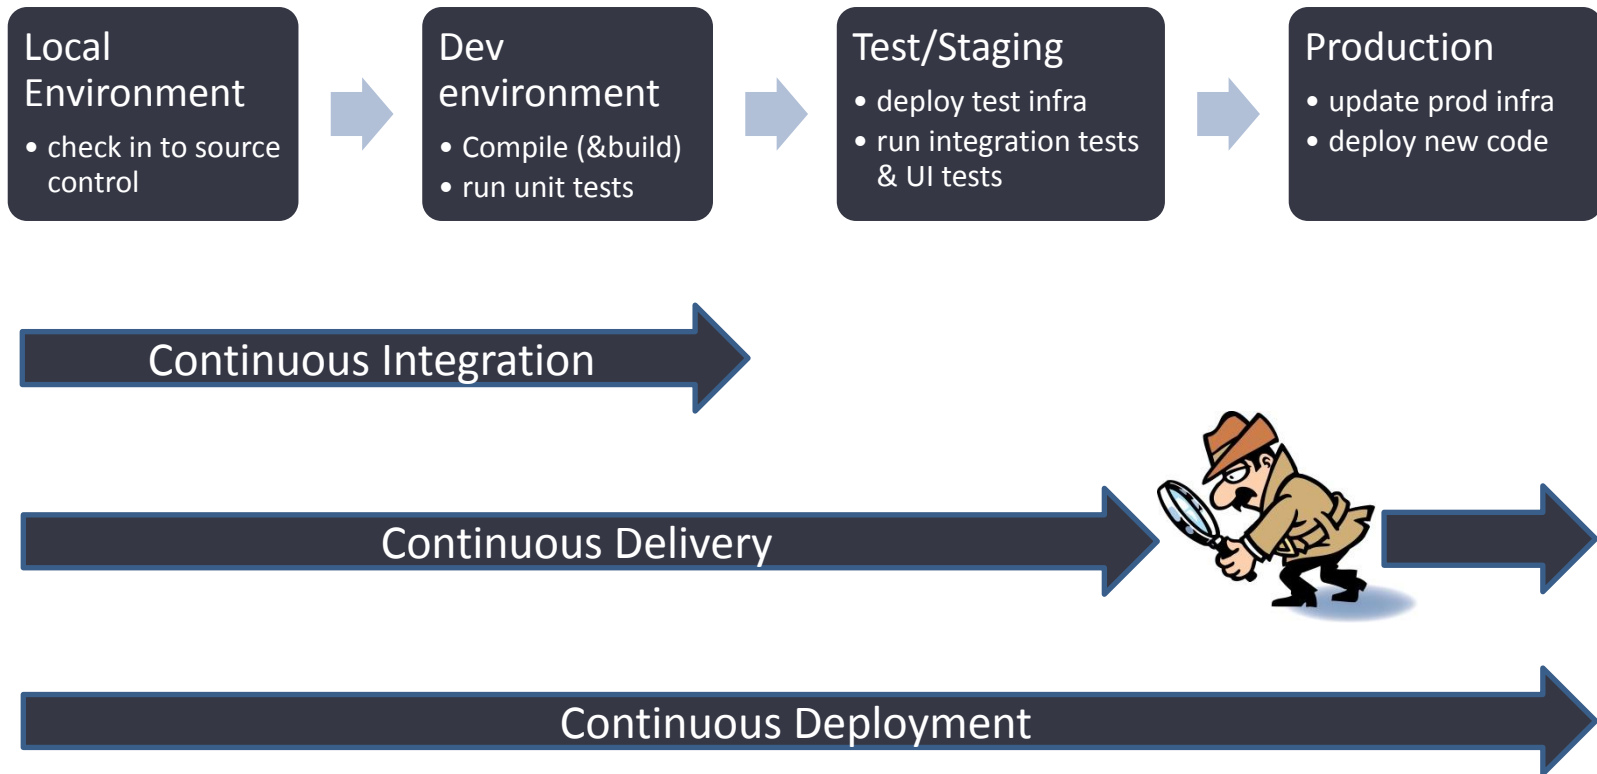 Local
Environment
• check in to source
control
Dev
environment
• Compile (&build)
• run unit tests
Test/Staging
• deploy test infra
• run integration tests
& UI tests
Production
• update prod infra
• deploy new code
Continuous Integration
Continuous Delivery
Continuous Deployment